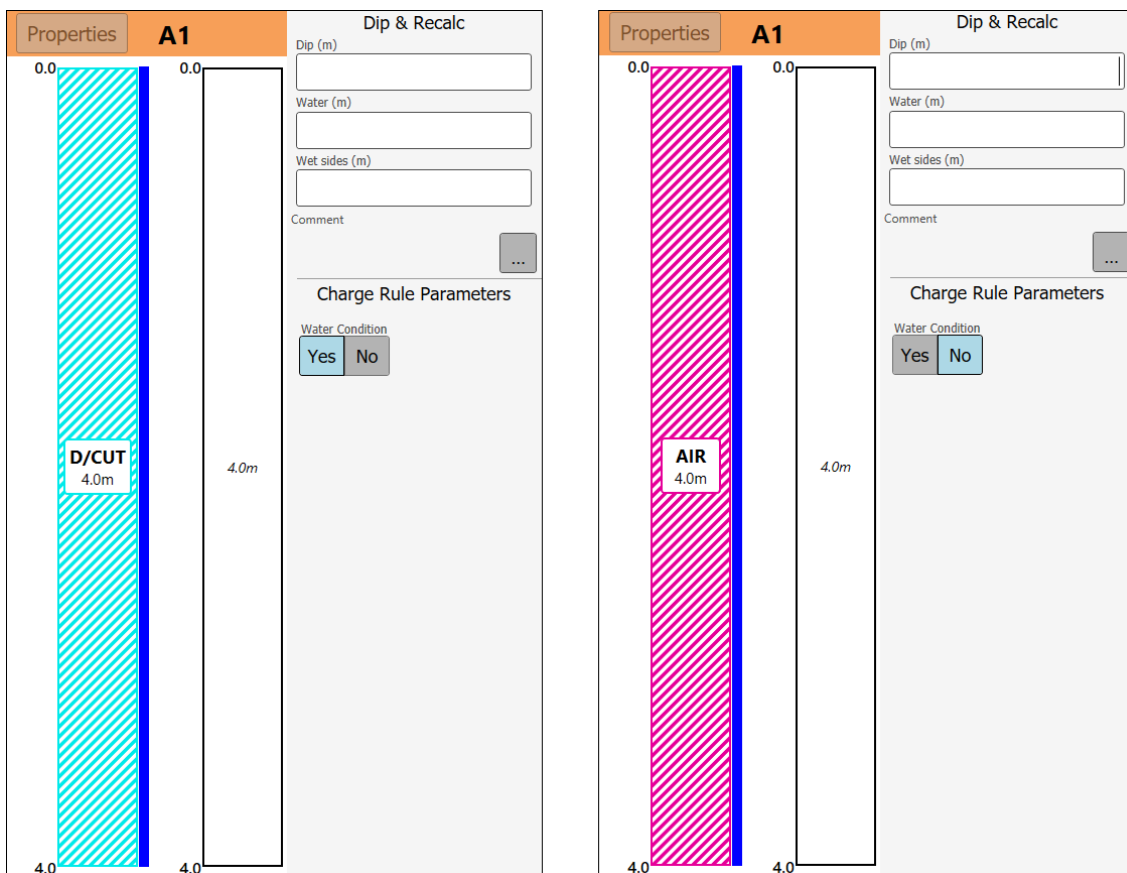 Properties A1
Dip & Recalc
Dip (m)
0.0 0.0
Water (m)
Wet sides (m)
Comment
...
Charge Rule Parameters
Water Condition
Yes No
D/CUT
4.0m
4.0m
4.0 4.0
Properties A1
Dip & Recalc
Dip (m)
0.0 0.0
Water (m)
Wet sides (m)
Comment
...
Charge Rule Parameters
Water Condition
Yes No
AIR
4.0m
4.0m
4.0 4.0